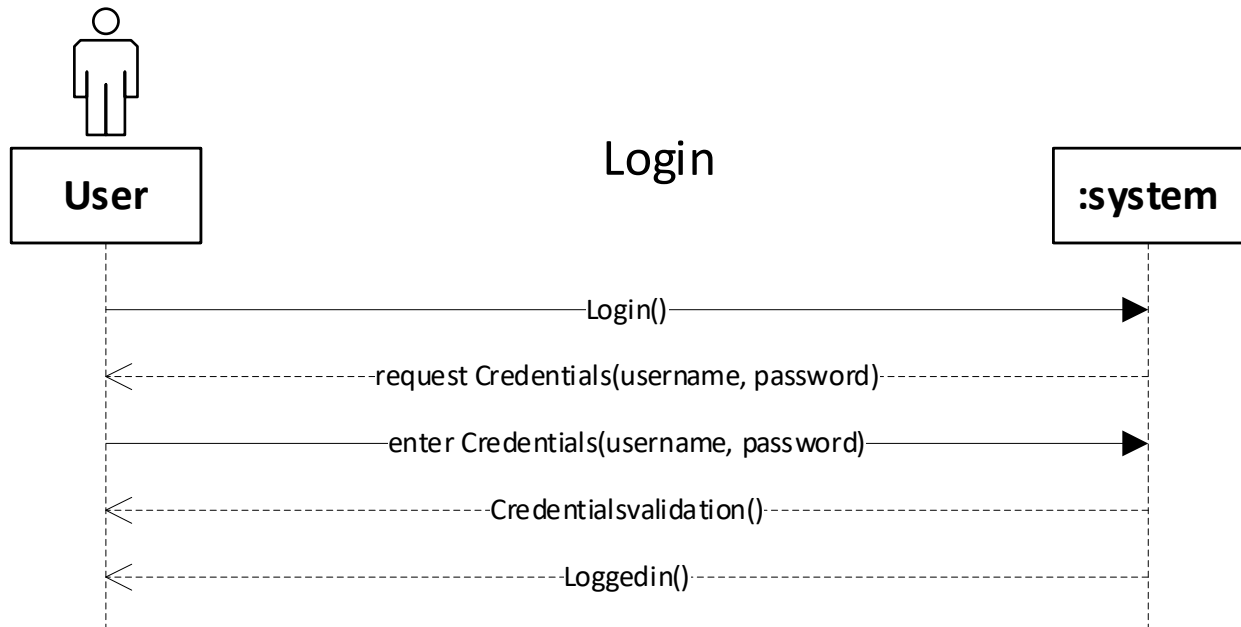 Login
User
:system
Login()
request Credentials(username, password)
enter Credentials(username, password)
Credentialsvalidation()
Loggedin()